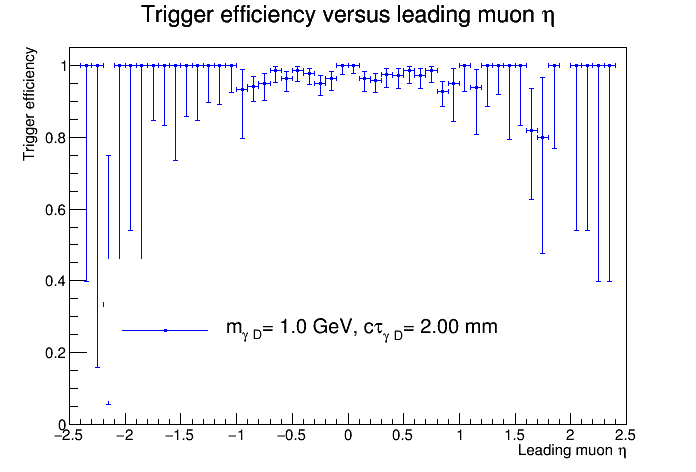 Trigger efficiency versus leading muon η
Trigger efficiency
1
0.8
0.6
0.4
0.2
0
m_γD= 1.0 GeV, cτ_γD= 2.00 mm
−2.5 −2 −1.5 −1 −0.5 0 0.5 1 1.5 2 2.5
Leading muon η